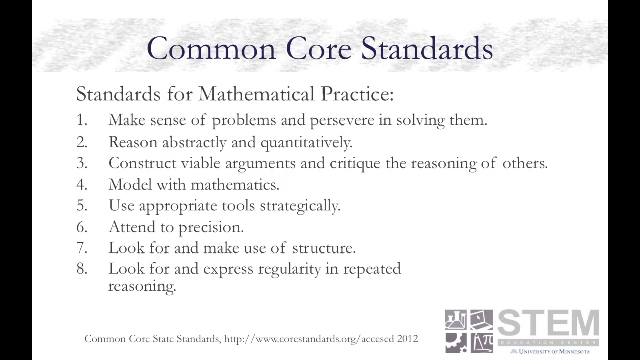 Common Core Standards
Standards for Mathematical Practice:
1. Make sense of problems and persevere in solving them.
2. Reason abstractly and quantitatively.
3. Construct viable arguments and critique the reasoning of others.
4. Model with mathematics.
5. Use appropriate tools strategically.
6. Attend to precision.
7. Look for and make use of structure.
8. Look for and express regularity in repeated
reasoning.
Common Core State Standards, http://www.corestandards.org/accesed 2012
STEM
EDUCATION CENTER
UNIVERSITY OF MINNESOTA